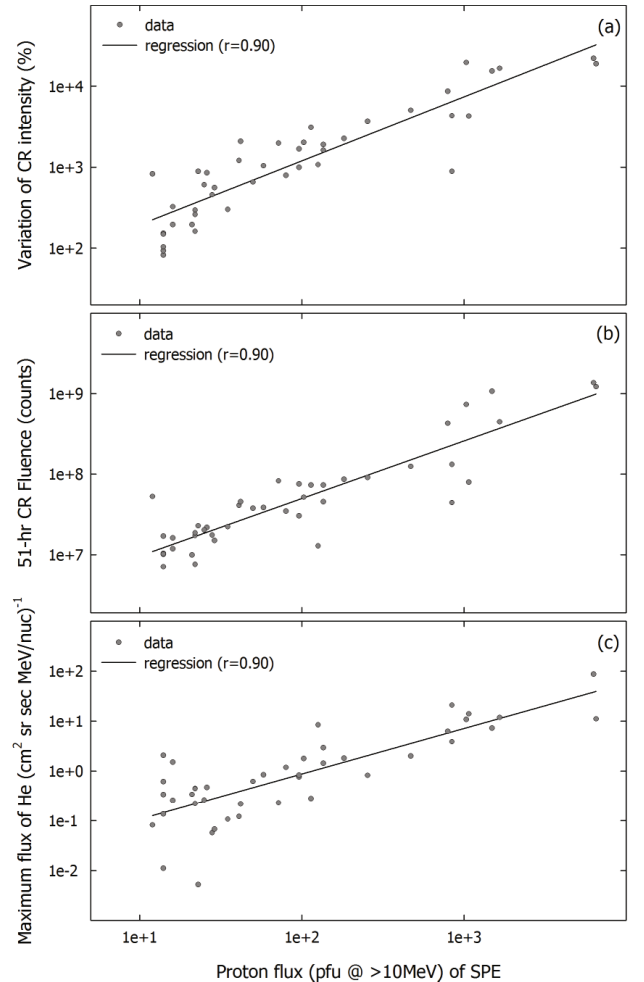 (a)
data
regression (r=0.90)
1e+4
1e+3
1e+2
Variation of CR intensity (%)
(b)
data
regression (r=0.90)
1e+9
1e+8
1e+7
51-hr CR Fluence (counts)
(c)
data
regression (r=0.90)
1e+2
1e+1
1e+0
1e-1
1e-2
Maximum flux of He (cm² sr sec MeV/nuc)⁻¹
1e+1 1e+2 1e+3
Proton flux (pfu @ >10MeV) of SPE